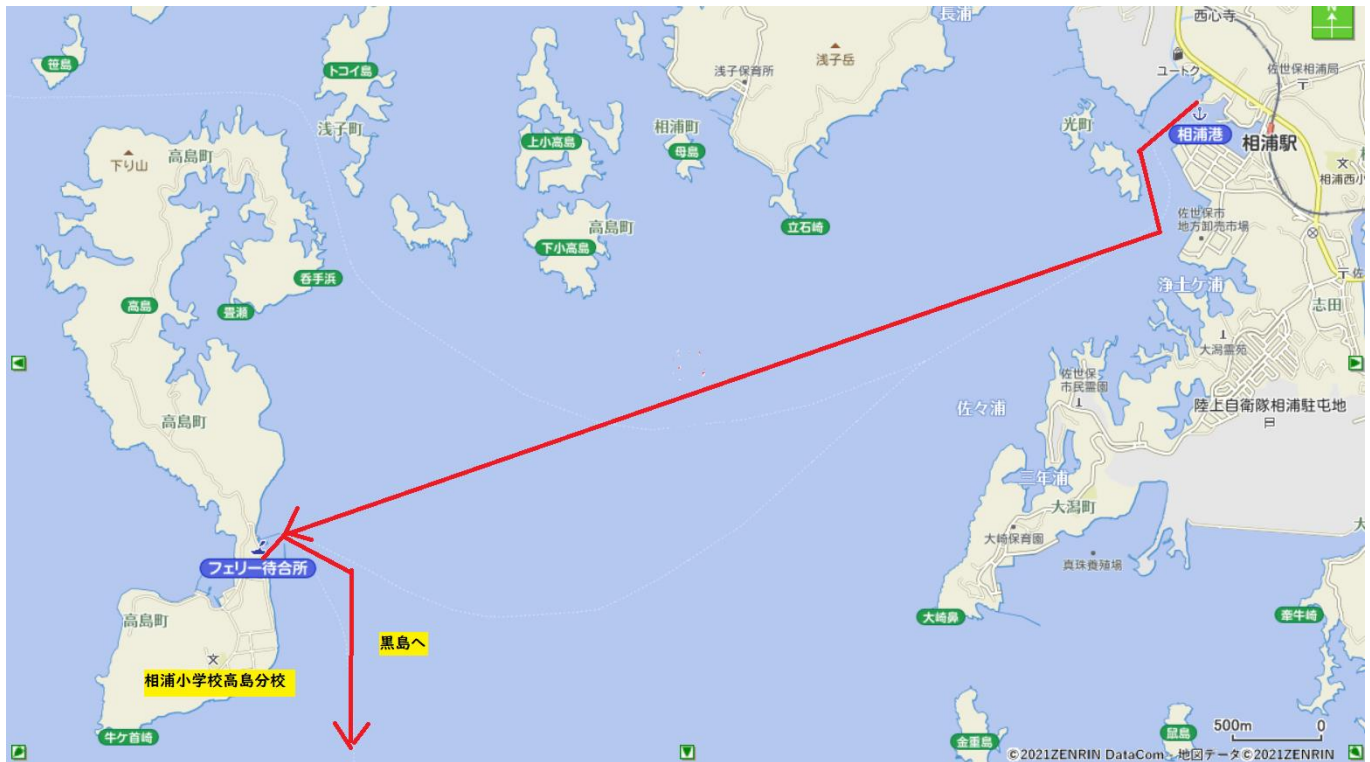 長浦
西心寺
N
笹島
トコイ島
浅子岳
浅子保育所
ユートク
佐世保相浦局
浅子町
上小高島
相浦町
母島
光町
相浦港
相浦駅
相浦西小
高島町
下り山
高島町
下小高島
立石崎
佐世保市
地方卸売市場
呑手浜
高島
畳瀬
浄土ケ浦
志田
佐
大潟霊苑
佐世保
市民霊園
佐々浦
陸上自衛隊相浦駐屯地
高島町
三年浦
大潟町
大崎保育園
真珠養殖場
フェリー待合所
高島町
大崎鼻
牽牛崎
黒島へ
相浦小学校高島分校
牛ケ首崎
金重島
鼠島
500m 0
©2021ZENRIN DataCom - 地図データ©2021ZENRIN